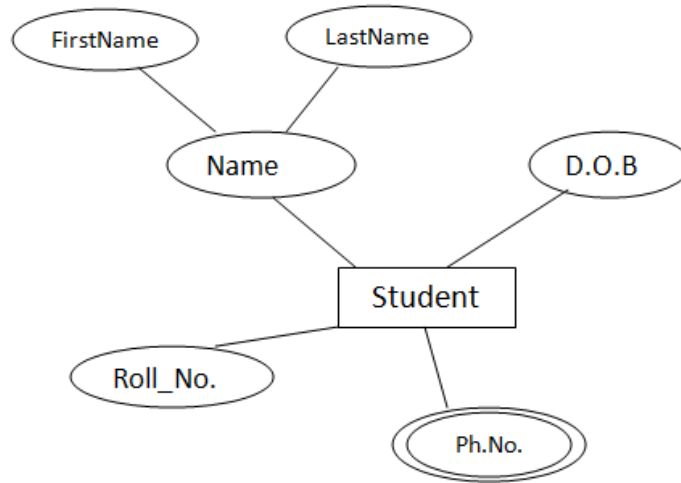 FirstName
LastName
Name
D.O.B
Student
Roll_No.
Ph.No.